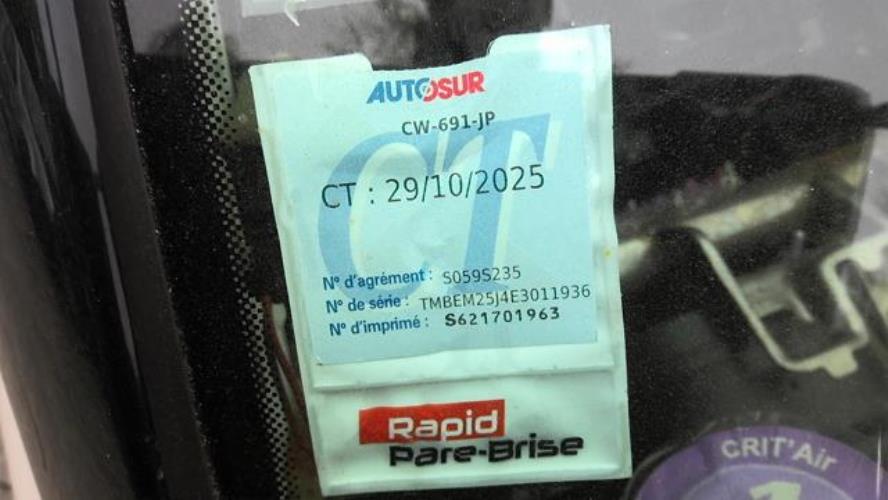 AUTOSUR
CW-691-JP
CT
CT : 29/10/2025
N° d'agrément : S059S235
N° de série : TMBEM25J4E3011936
N° d'imprimé : S621701963
Rapid
Pare-Brise
CRIT'Air
1